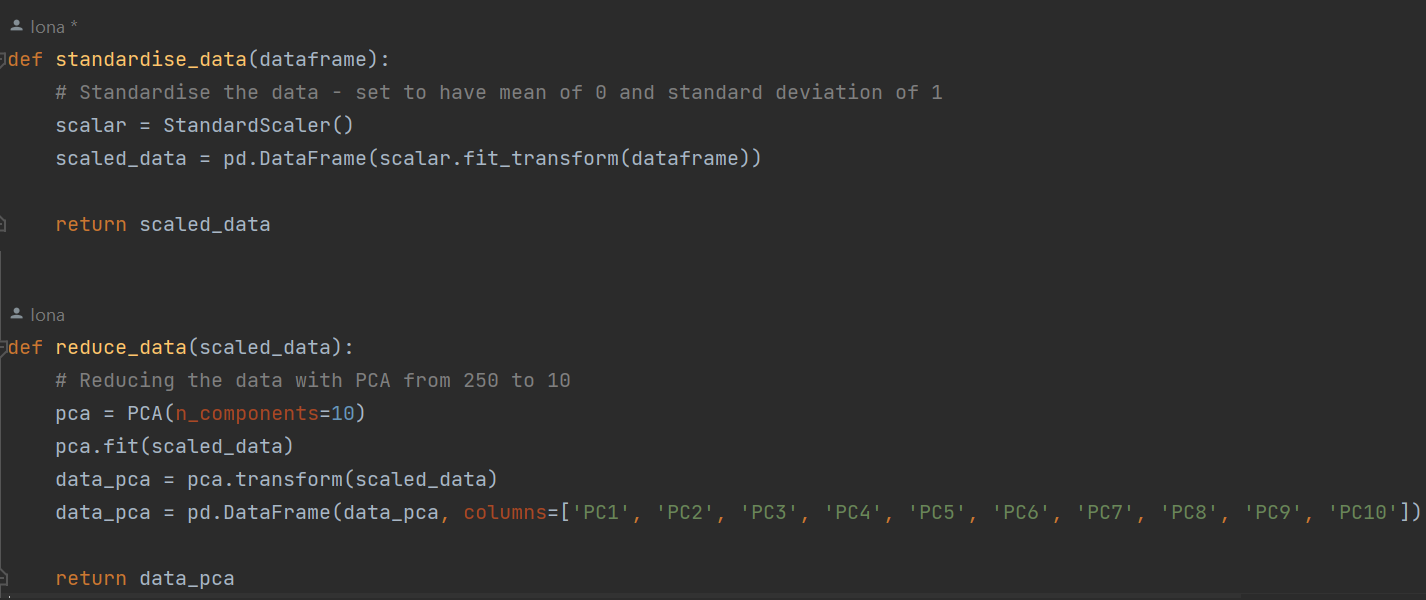 Iona *
def standardise_data(dataframe):
    # Standardise the data - set to have mean of 0 and standard deviation of 1
    scalar = StandardScaler()
    scaled_data = pd.DataFrame(scalar.fit_transform(dataframe))
    return scaled_data
Iona
def reduce_data(scaled_data):
    # Reducing the data with PCA from 250 to 10
    pca = PCA(n_components=10)
    pca.fit(scaled_data)
    data_pca = pca.transform(scaled_data)
    data_pca = pd.DataFrame(data_pca, columns=['PC1', 'PC2', 'PC3', 'PC4', 'PC5', 'PC6', 'PC7', 'PC8', 'PC9', 'PC10'])
    return data_pca